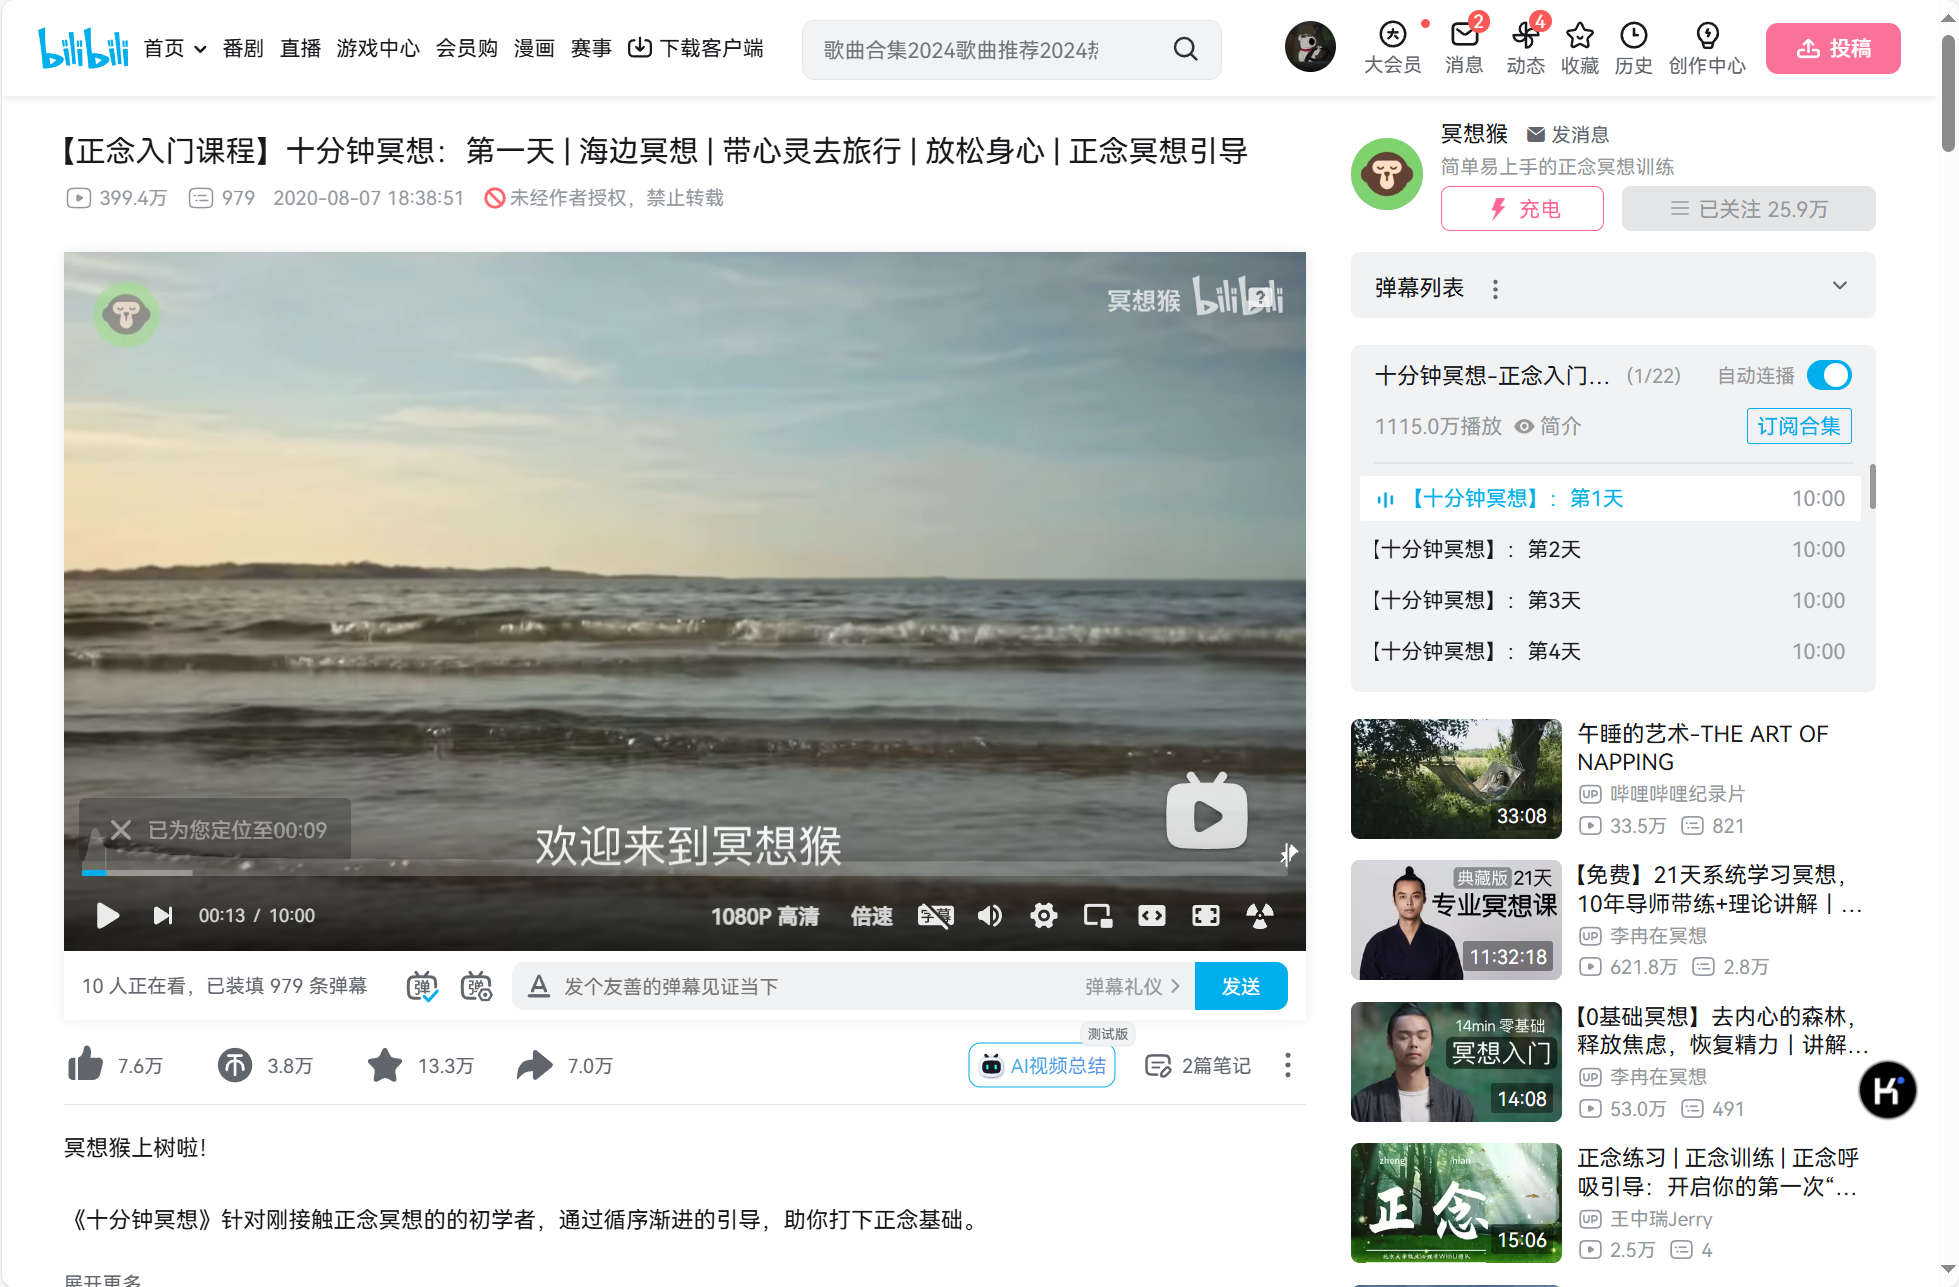 bilibili 首页 番剧 直播 游戏中心 会员购 漫画 赛事 下载客户端
歌曲合集2024歌曲推荐2024热
大会员
2 消息
4 动态
收藏
历史
创作中心
投稿
【正念入门课程】十分钟冥想：第一天 | 海边冥想 | 带心灵去旅行 | 放松身心 | 正念冥想引导
399.4万 979 2020-08-07 18:38:51 未经作者授权，禁止转载
冥想猴 bilibili
已为您定位至00:09
欢迎来到冥想猴
00:13 / 10:00 1080P 高清 倍速 字幕
10 人正在看，已装填 979 条弹幕 弹 弹 A 发个友善的弹幕见证当下 弹幕礼仪 发送
7.6万 3.8万 13.3万 7.0万 AI视频总结 测试版 2篇笔记
冥想猴上树啦！
《十分钟冥想》针对刚接触正念冥想的的初学者，通过循序渐进的引导，助你打下正念基础。
展开更多
冥想猴 发消息
简单易上手的正念冥想训练
充电 已关注 25.9万
弹幕列表
十分钟冥想-正念入门... (1/22) 自动连播
1115.0万播放 简介 订阅合集
【十分钟冥想】：第1天 10:00
【十分钟冥想】：第2天 10:00
【十分钟冥想】：第3天 10:00
【十分钟冥想】：第4天 10:00
33:08
午睡的艺术-THE ART OF
NAPPING
UP 哔哩哔哩纪录片
33.5万 821
典藏版 21天
专业冥想课
11:32:18
【免费】21天系统学习冥想，
10年导师带练+理论讲解丨...
UP 李冉在冥想
621.8万 2.8万
14min 零基础
冥想入门
14:08
【0基础冥想】去内心的森林，
释放焦虑，恢复精力丨讲解...
UP 李冉在冥想
53.0万 491
zheng nian
正念
15:06
正念练习 | 正念训练 | 正念呼
吸引导：开启你的第一次“...
UP 王中瑞Jerry
2.5万 4